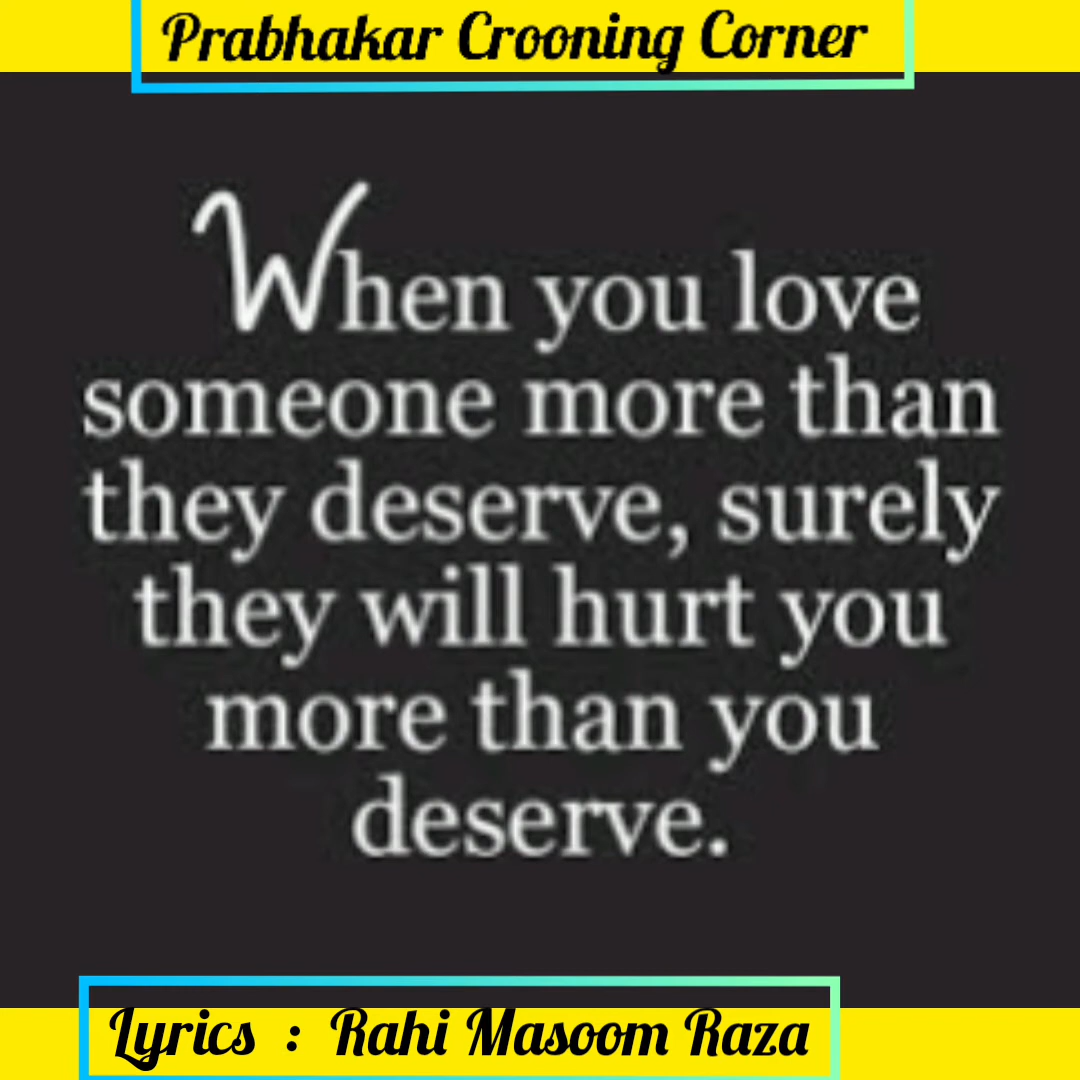 Prabhakar Crooning Corner
When you love
someone more than
they deserve, surely
they will hurt you
more than you
deserve.
Lyrics : Rahi Masoom Raza